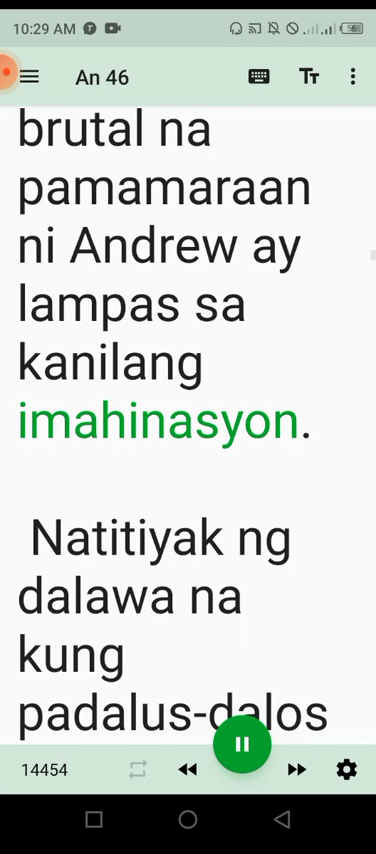 10:29 AM
56
An 46
brutal na
pamamaraan
ni Andrew ay
lampas sa
kanilang
imahinasyon.
Natitiyak ng
dalawa na
kung
padalus-dalos
14454